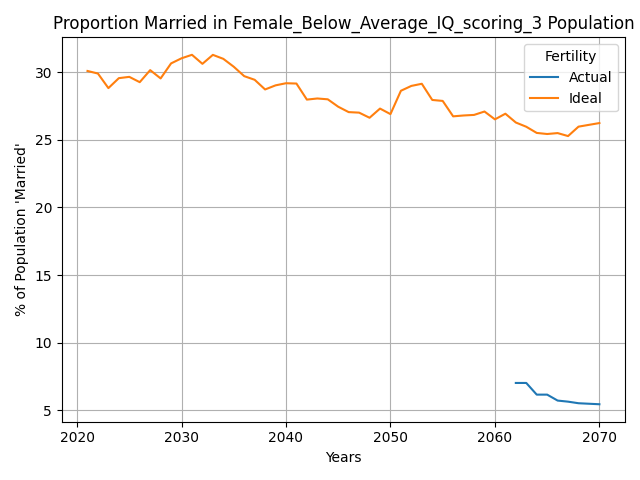 Proportion Married in Female_Below_Average_IQ_scoring_3 Population
Fertility
Actual
Ideal
% of Population 'Married'
30
25
20
15
10
5
2020 2030 2040 2050 2060 2070
Years